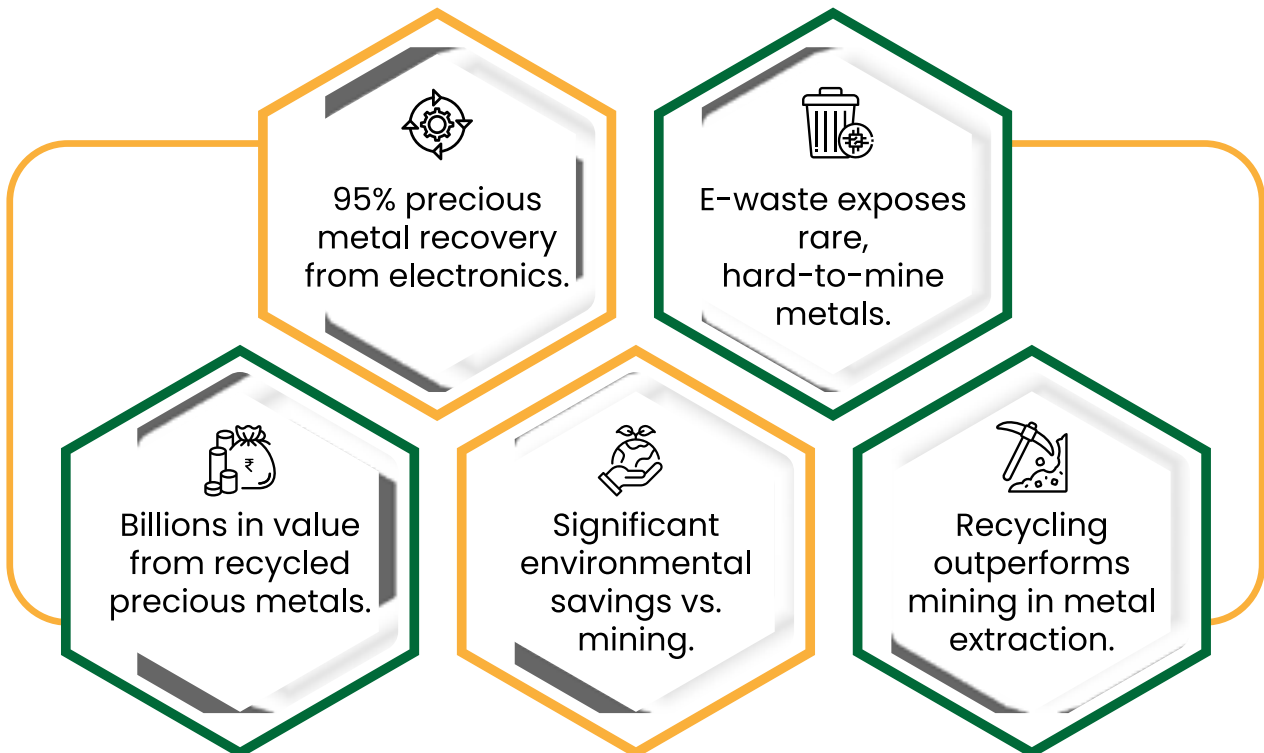 95% precious
metal recovery
from electronics.
E-waste exposes
rare,
hard-to-mine
metals.
₹
Billions in value
from recycled
precious metals.
Significant
environmental
savings vs.
mining.
Recycling
outperforms
mining in metal
extraction.